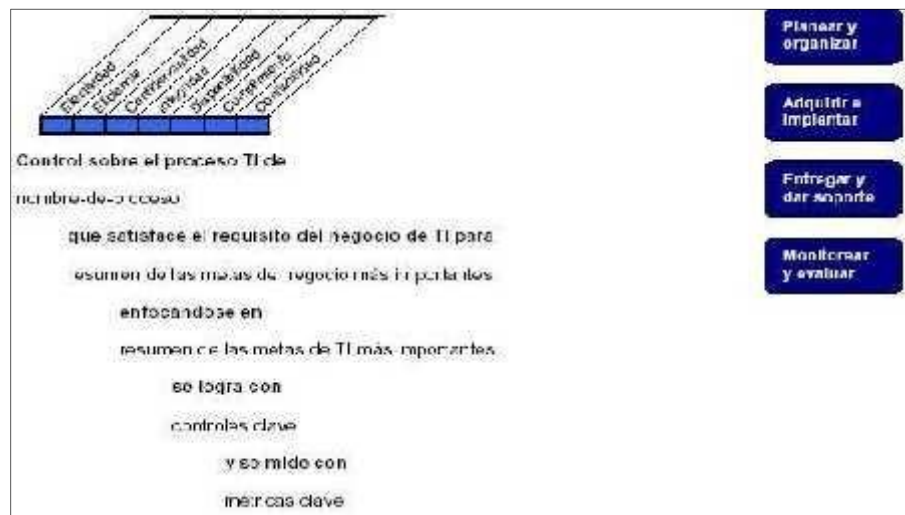 Efectividad
Eficiencia
Confidencialidad
Integridad
Disponibilidad
Cumplimiento
Confiabilidad
Planear y
organizar
Adquirir e
implantar
Entregar y
dar soporte
Monitorear
y evaluar
Control sobre el proceso TI de
nombre-de-proceso
que satisface el requisito del negocio de TI para
resumen de las metas de negocio más importantes
enfocándose en
resumen de las metas de TI más importantes
se logra con
controles clave
y se mide con
métricas clave